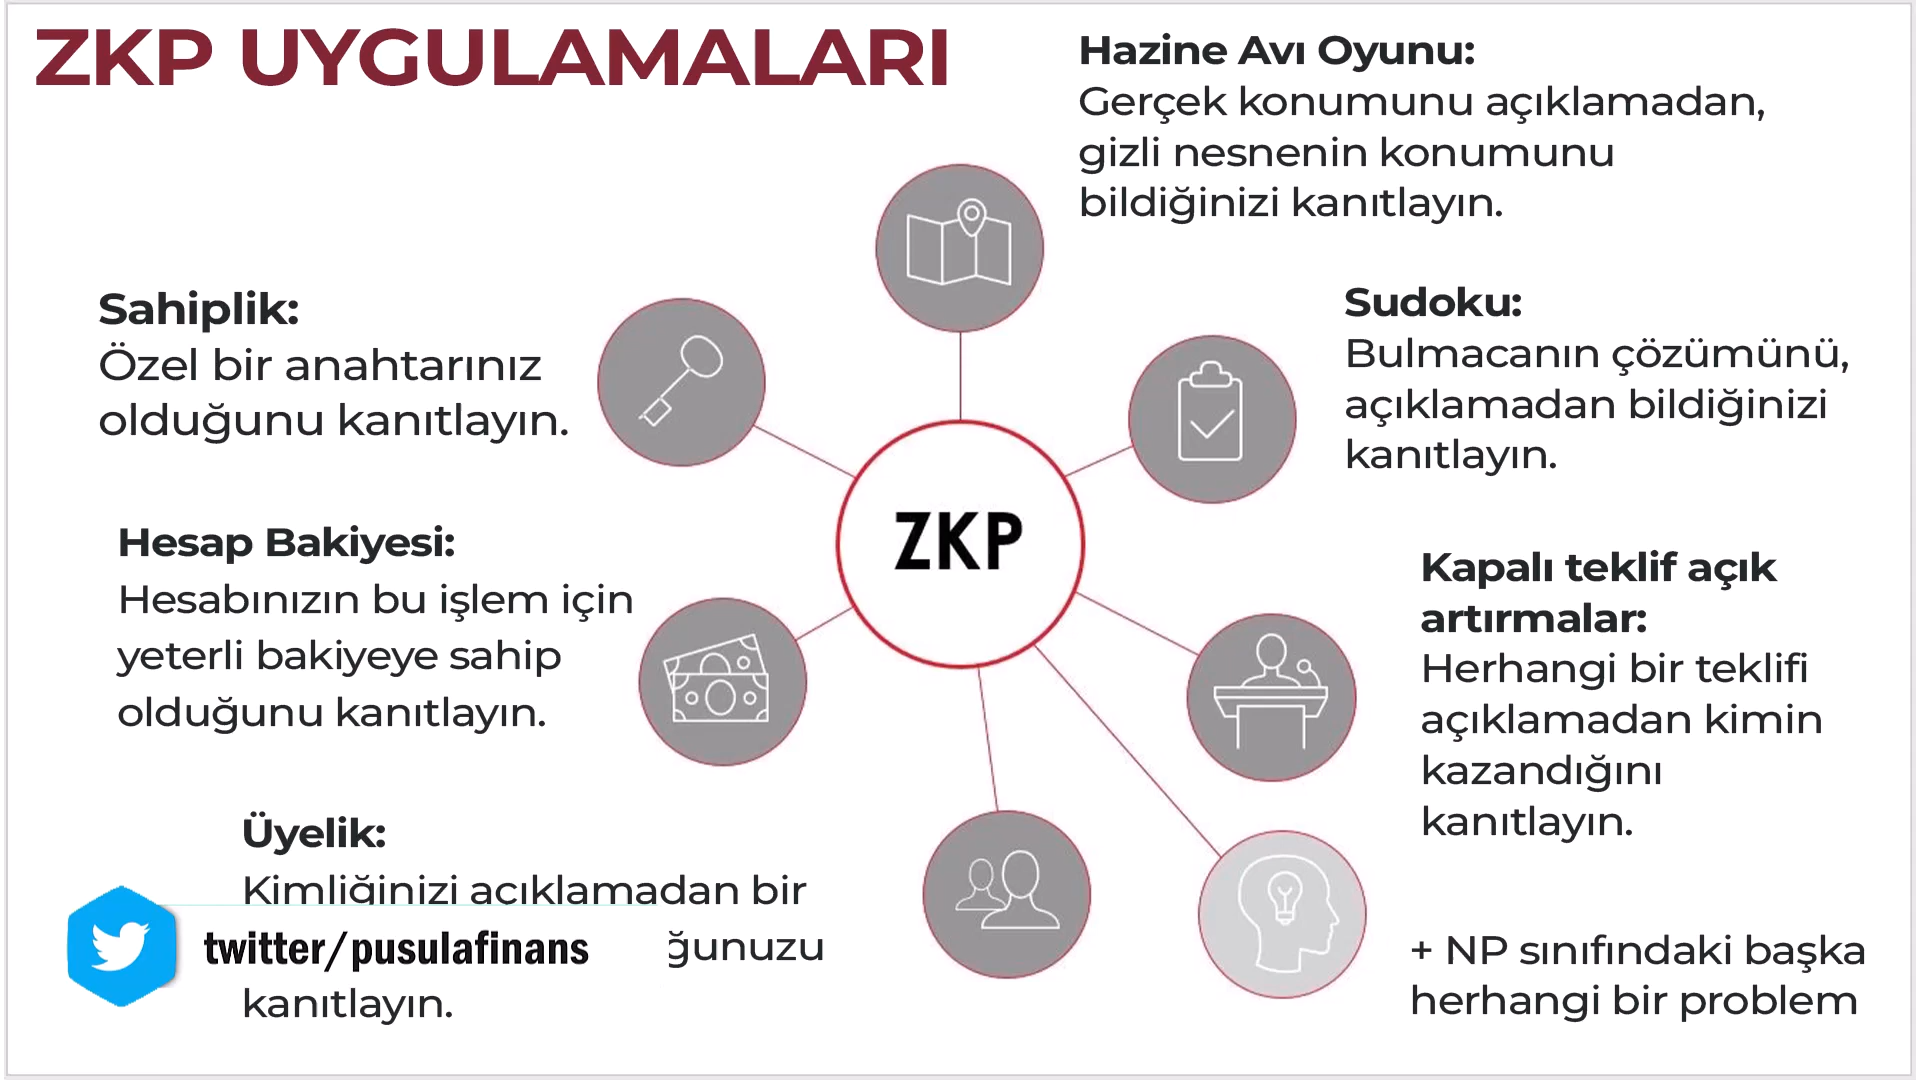 ZKP UYGULAMALARI
Hazine Avı Oyunu:
Gerçek konumunu açıklamadan,
gizli nesnenin konumunu
bildiğinizi kanıtlayın.
Sahiplik:
Özel bir anahtarınız
olduğunu kanıtlayın.
Sudoku:
Bulmacanın çözümünü,
açıklamadan bildiğinizi
kanıtlayın.
ZKP
Hesap Bakiyesi:
Hesabınızın bu işlem için
yeterli bakiyeye sahip
olduğunu kanıtlayın.
Kapalı teklif açık
artırmalar:
Herhangi bir teklifi
açıklamadan kimin
kazandığını
kanıtlayın.
Üyelik:
Kimliğinizi açıklamadan bir
ğunuzu
kanıtlayın.
twitter/pusulafinans
+ NP sınıfındaki başka
herhangi bir problem